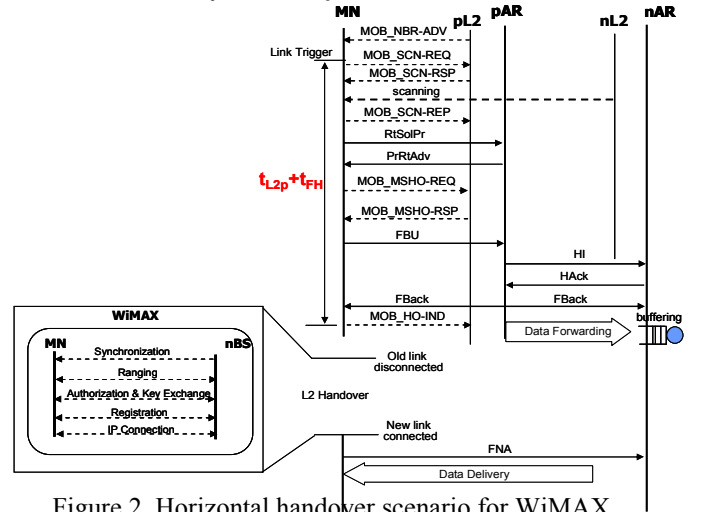 MN
pL2
pAR
nL2
nAR
MOB_NBR-ADV
Link Trigger
MOB_SCN-REQ
MOB_SCN-RSP
scanning
MOB_SCN-REP
RtSolPr
PrRtAdv
tL2p+tFH
MOB_MSHO-REQ
MOB_MSHO-RSP
FBU
HI
HAck
FBack
FBack
MOB_HO-IND
buffering
Data Forwarding
WiMAX
MN
nBS
Synchronization
Ranging
Authorization & Key Exchange
Registration
IP Connection
Old link
disconnected
L2 Handover
New link
connected
FNA
Data Delivery
Figure 2. Horizontal handover scenario for WiMAX